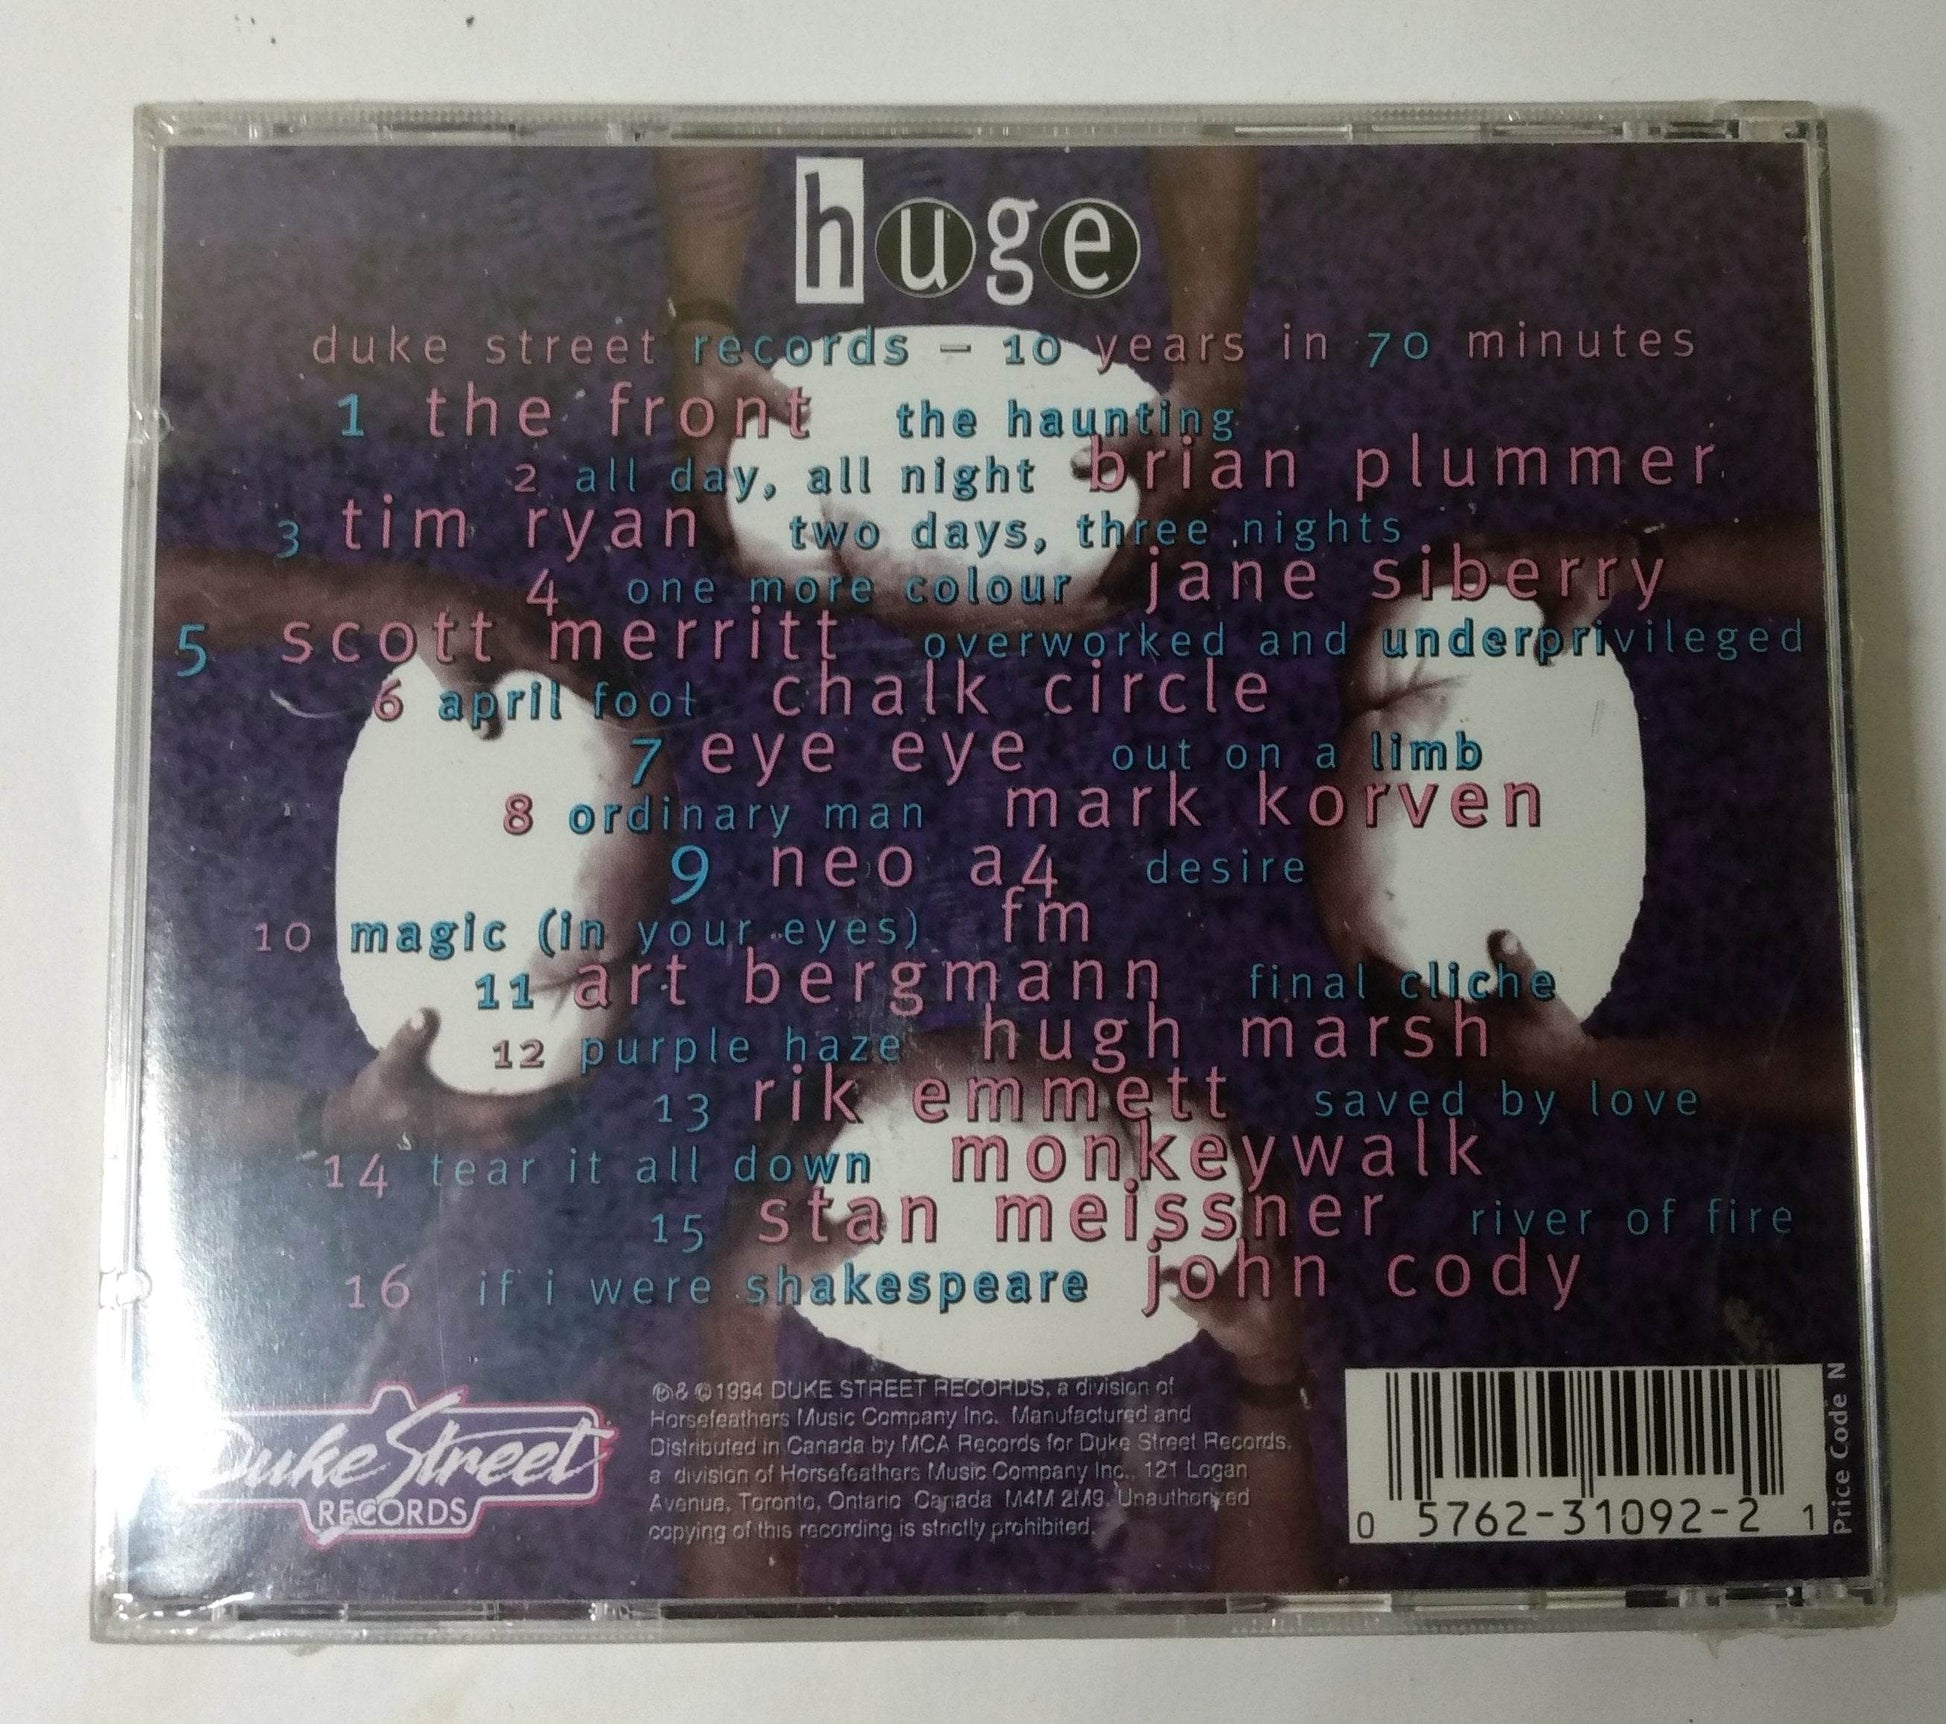 huge
duke street records – 10 years in 70 minutes
1 the front the haunting
2 all day, all night brian plummer
3 tim ryan two days, three nights
4 one more colour jane siberry
5 scott merritt overworked and underprivileged
6 april foot chalk circle
7 eye eye out on a limb
8 ordinary man mark korven
9 neo a4 desire
10 magic (in your eyes) fm
11 art bergmann final cliche
12 purple haze hugh marsh
13 rik emmett saved by love
14 tear it all down monkeywalk
15 stan meissner river of fire
16 if i were shakespeare john cody
Duke Street
RECORDS
℗ & © 1994 DUKE STREET RECORDS, a division of
Horsefeathers Music Company Inc. Manufactured and
Distributed in Canada by MCA Records for Duke Street Records,
a division of Horsefeathers Music Company Inc., 121 Logan
Avenue, Toronto, Ontario Canada M4M 2M9. Unauthorized
copying of this recording is strictly prohibited.
0 5762-31092-2 1
Price Code N